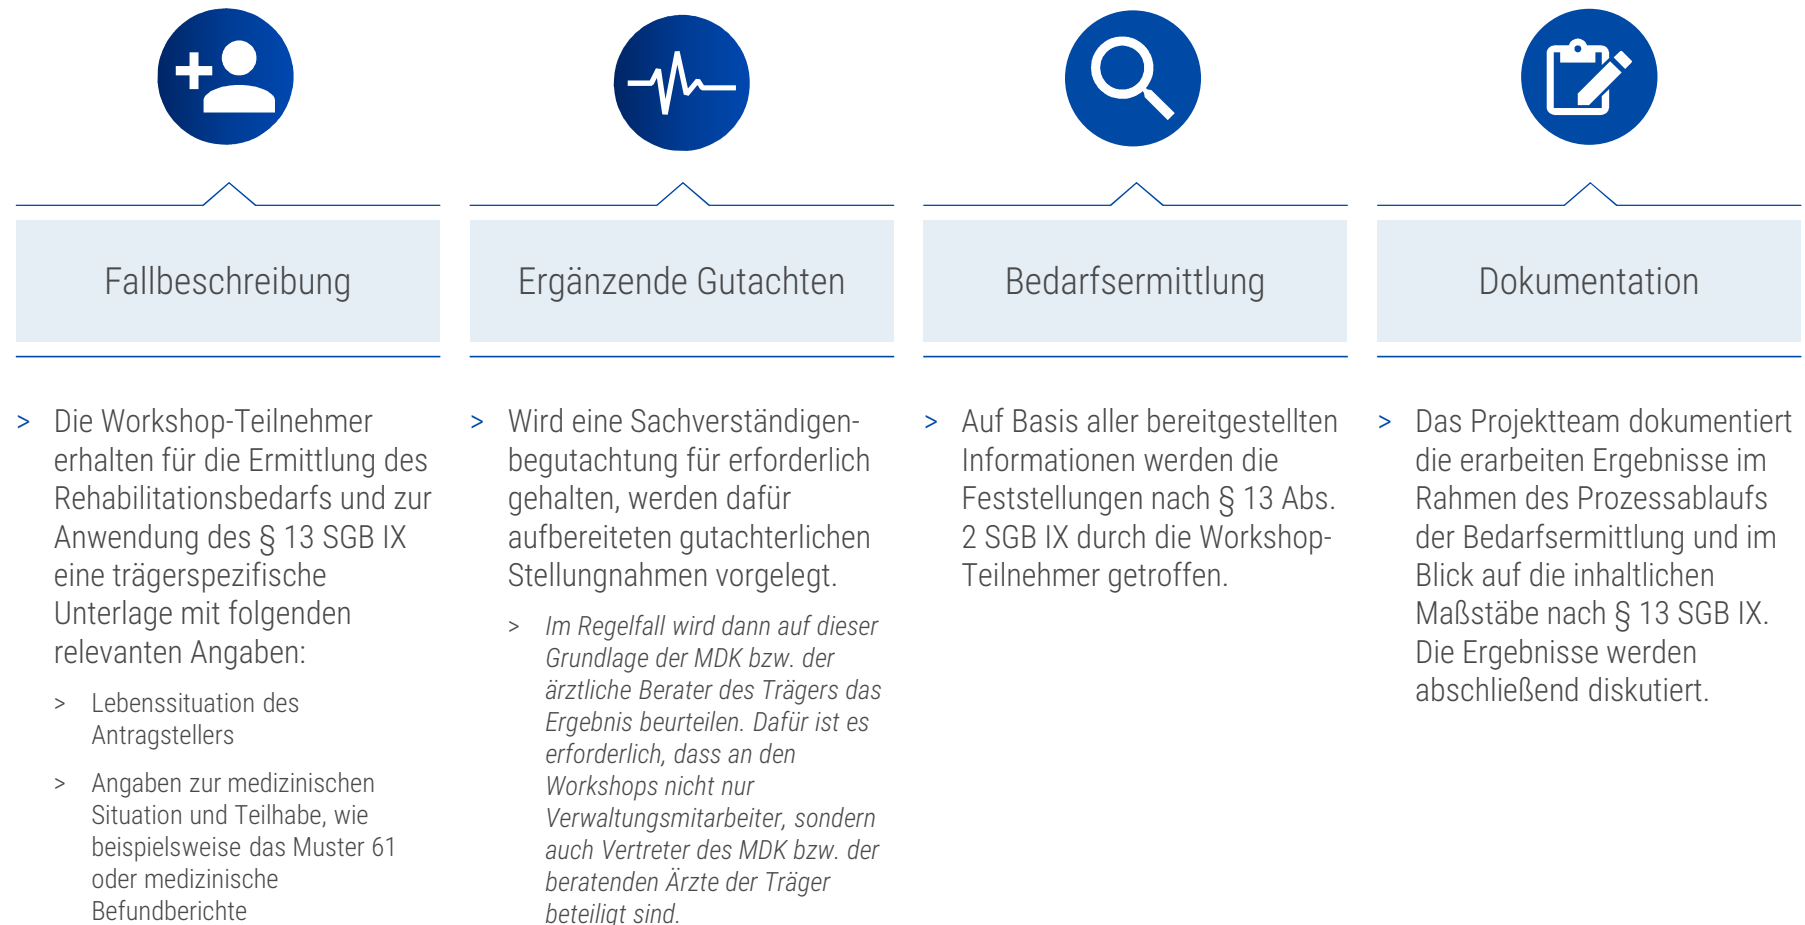 Fallbeschreibung
> Die Workshop-Teilnehmer
erhalten für die Ermittlung des
Rehabilitationsbedarfs und zur
Anwendung des § 13 SGB IX
eine trägerspezifische
Unterlage mit folgenden
relevanten Angaben:
> Lebenssituation des
Antragstellers
> Angaben zur medizinischen
Situation und Teilhabe, wie
beispielsweise das Muster 61
oder medizinische
Befundberichte
Ergänzende Gutachten
> Wird eine Sachverständigen-
begutachtung für erforderlich
gehalten, werden dafür
aufbereiteten gutachterlichen
Stellungnahmen vorgelegt.
> Im Regelfall wird dann auf dieser
Grundlage der MDK bzw. der
ärztliche Berater des Trägers das
Ergebnis beurteilen. Dafür ist es
erforderlich, dass an den
Workshops nicht nur
Verwaltungsmitarbeiter, sondern
auch Vertreter des MDK bzw. der
beratenden Ärzte der Träger
beteiligt sind.
Bedarfsermittlung
> Auf Basis aller bereitgestellten
Informationen werden die
Feststellungen nach § 13 Abs.
2 SGB IX durch die Workshop-
Teilnehmer getroffen.
Dokumentation
> Das Projektteam dokumentiert
die erarbeiten Ergebnisse im
Rahmen des Prozessablaufs
der Bedarfsermittlung und im
Blick auf die inhaltlichen
Maßstäbe nach § 13 SGB IX.
Die Ergebnisse werden
abschließend diskutiert.